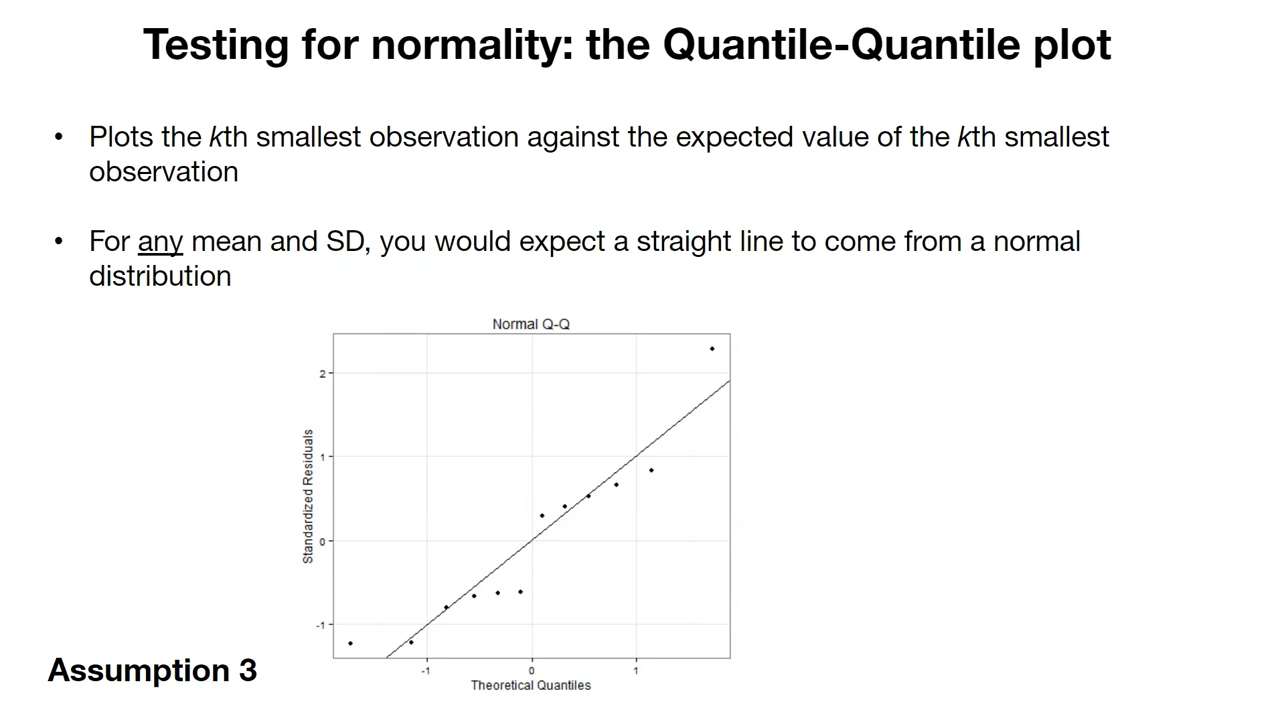 Testing for normality: the Quantile-Quantile plot
• Plots the kth smallest observation against the expected value of the kth smallest
observation
• For any mean and SD, you would expect a straight line to come from a normal
distribution
Normal Q-Q
2
1
0
-1
Standardized Residuals
-1 0 1
Theoretical Quantiles
Assumption 3